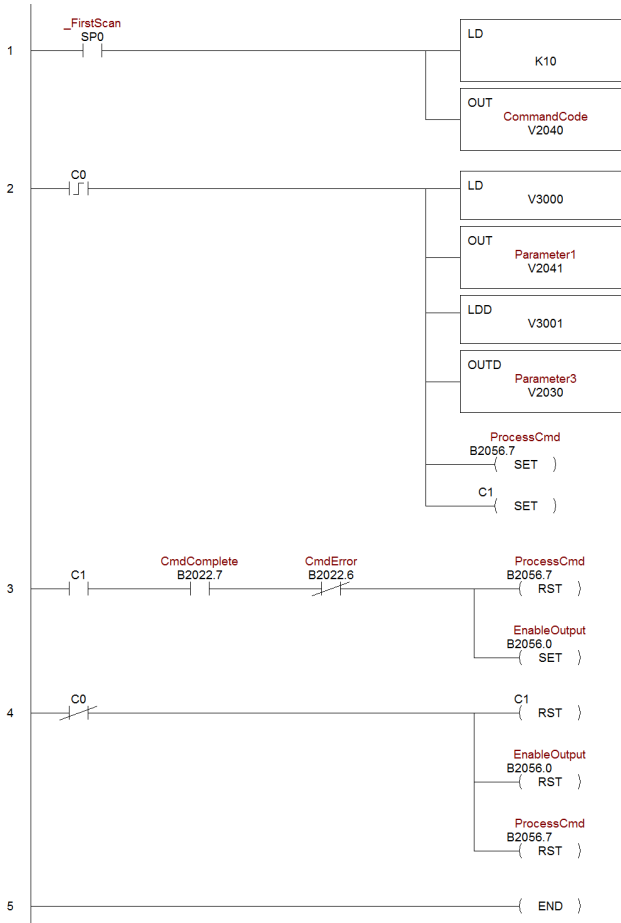 _FirstScan
SP0
1
LD
K10
OUT
CommandCode
V2040
2
C0
LD
V3000
OUT
Parameter1
V2041
LDD
V3001
OUTD
Parameter3
V2030
ProcessCmd
B2056.7
SET
C1
SET
3
C1
CmdComplete
B2022.7
CmdError
B2022.6
ProcessCmd
B2056.7
RST
EnableOutput
B2056.0
SET
4
C0
C1
RST
EnableOutput
B2056.0
RST
ProcessCmd
B2056.7
RST
5
END